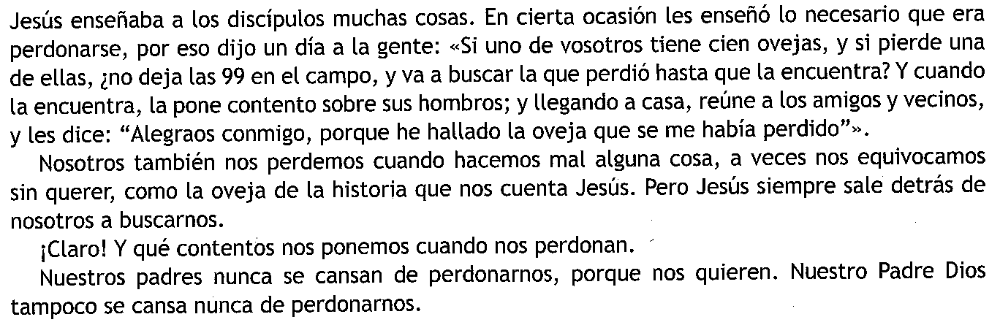 Jesús enseñaba a los discípulos muchas cosas. En cierta ocasión les enseñó lo necesario que era
perdonarse, por eso dijo un día a la gente: «Si uno de vosotros tiene cien ovejas, y si pierde una
de ellas, ¿no deja las 99 en el campo, y va a buscar la que perdió hasta que la encuentra? Y cuando
la encuentra, la pone contento sobre sus hombros; y llegando a casa, reúne a los amigos y vecinos,
y les dice: “Alegraos conmigo, porque he hallado la oveja que se me había perdido”».
Nosotros también nos perdemos cuando hacemos mal alguna cosa, a veces nos equivocamos
sin querer, como la oveja de la historia que nos cuenta Jesús. Pero Jesús siempre sale detrás de
nosotros a buscarnos.
¡Claro! Y qué contentos nos ponemos cuando nos perdonan.
Nuestros padres nunca se cansan de perdonarnos, porque nos quieren. Nuestro Padre Dios
tampoco se cansa nunca de perdonarnos.